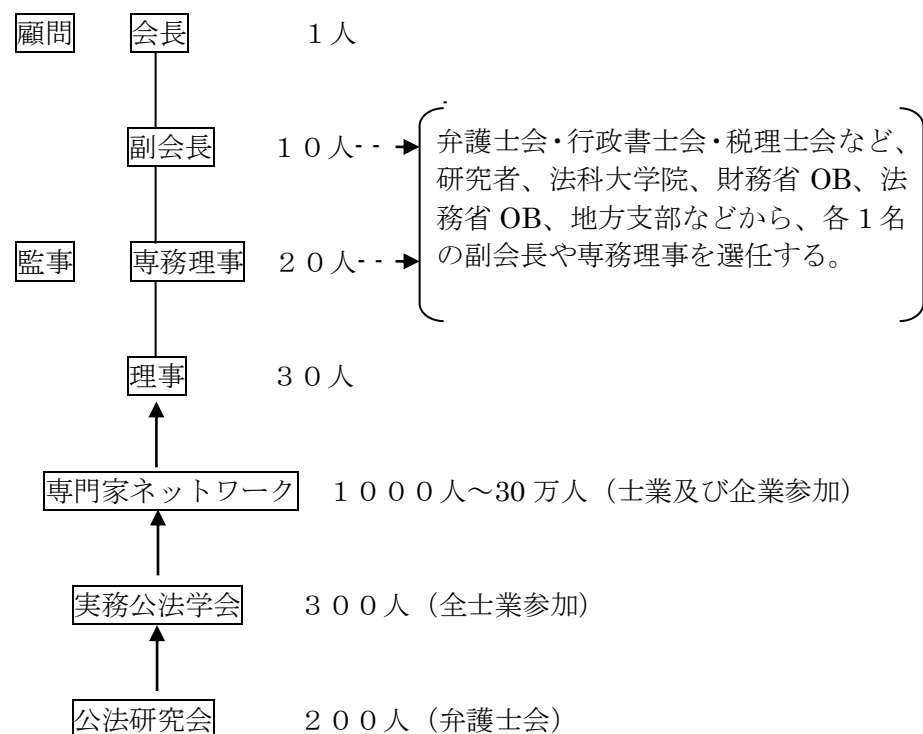 顧問 会長 １人
副会長 １０人
弁護士会・行政書士会・税理士会など、
研究者、法科大学院、財務省 OB、法
務省 OB、地方支部などから、各１名
の副会長や専務理事を選任する。
監事 専務理事 ２０人
理事 ３０人
専門家ネットワーク １０００人～30 万人（士業及び企業参加）
実務公法学会 ３００人（全士業参加）
公法研究会 ２００人（弁護士会）